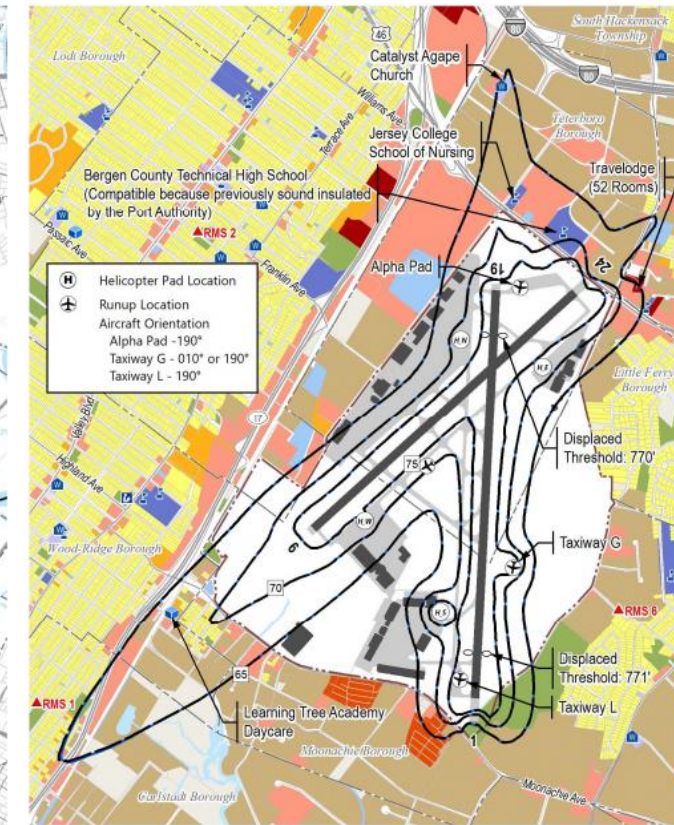 South Hackensack
Township
46
80
80
Lodi Borough
Catalyst Agape
Church
Williams Ave
Teterboro
Borough
Terrace Ave
Jersey College
School of Nursing
Bergen County Technical High School
(Compatible because previously sound insulated
by the Port Authority)
Travelodge
(52 Rooms)
W
W
W
Passaic Ave
RMS 2
24
Alpha Pad
19
Franklin Ave
H Helicopter Pad Location
Runup Location
Aircraft Orientation
Alpha Pad -190°
Taxiway G - 010° or 190°
Taxiway L - 190°
H,N
H,E
Little Ferry
Borough
17
Valley Blvd
Displaced
Threshold: 770'
75
Highland Ave
W
H,W
W
Wood-Ridge Borough
6
Taxiway G
70
H,S
RMS 6
65
Displaced
Threshold: 771'
RMS 1
Learning Tree Academy
Daycare
Taxiway L
1
W
Moonachie Borough
Moonachie Ave
Carlstadt Borough